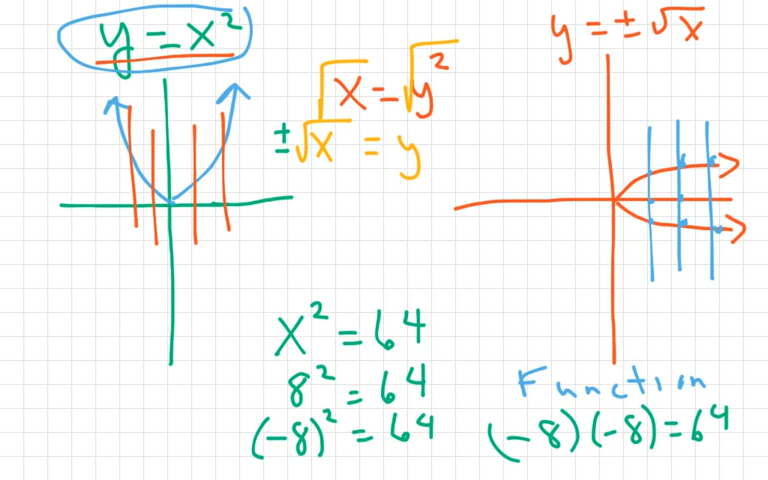 y = x²
y = ± √x
√x = √y²
± √x = y
x² = 64
8² = 64
(-8)² = 64
Function
(-8)(-8) = 64